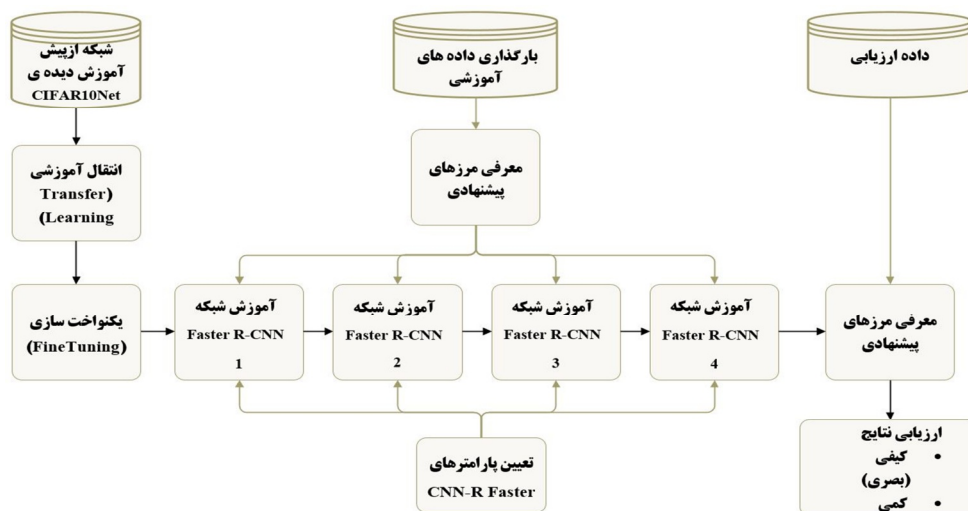 شبکه ازپیش
آموزش دیده ی
CIFAR10Net
بارگذاری داده های
آموزشی
داده ارزیابی
انتقال آموزشی
Transfer)
(Learning
معرفی مرزهای
پیشنهادی
یکنواخت سازی
(FineTuning)
آموزش شبکه
Faster R-CNN
1
آموزش شبکه
Faster R-CNN
2
آموزش شبکه
Faster R-CNN
3
آموزش شبکه
Faster R-CNN
4
معرفی مرزهای
پیشنهادی
تعیین پارامترهای
CNN-R Faster
ارزیابی نتایج
• کیفی
(بصری)
• کمی